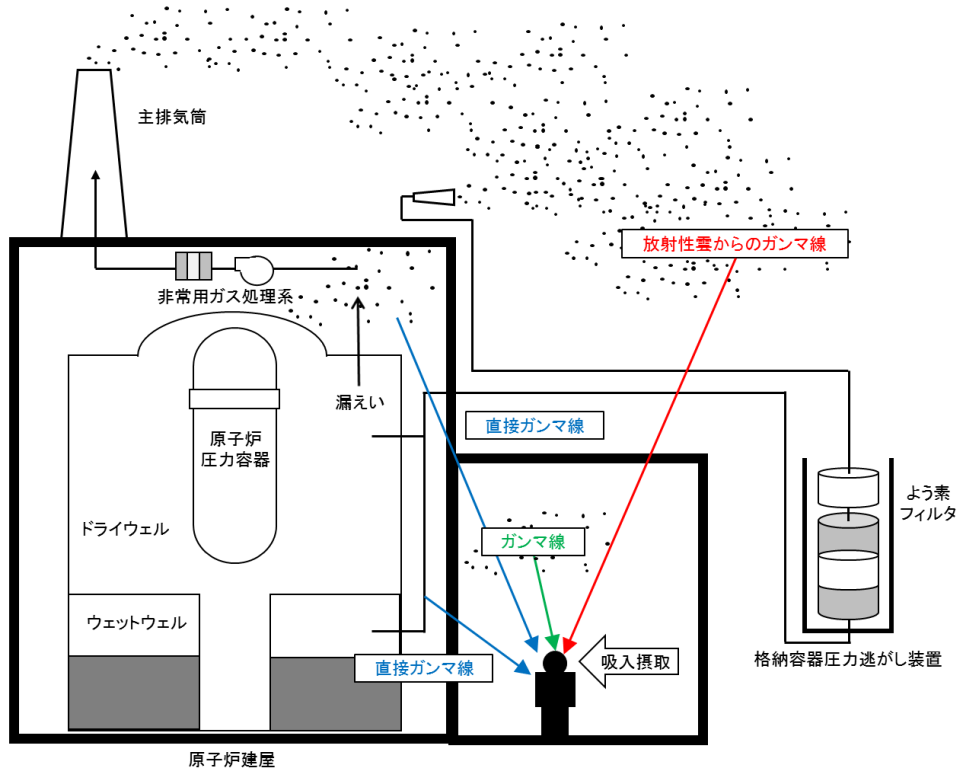 主排気筒
放射性雲からのガンマ線
非常用ガス処理系
漏えい
直接ガンマ線
原子炉
圧力容器
よう素
フィルタ
ドライウェル
ガンマ線
ウェットウェル
直接ガンマ線
吸入摂取
格納容器圧力逃がし装置
原子炉建屋